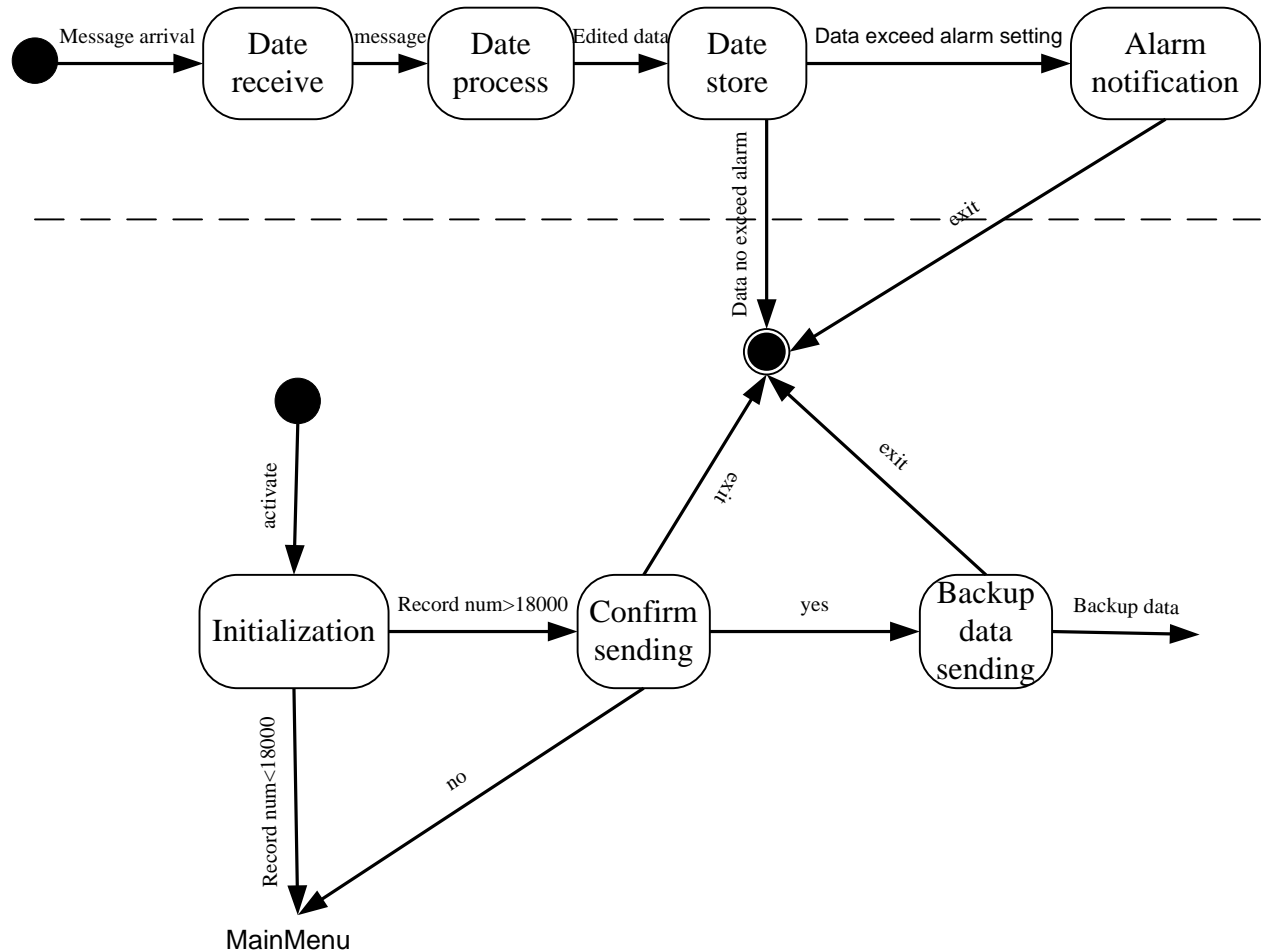 Message arrival
Date
receive
message
Date
process
Edited data
Date
store
Data exceed alarm setting
Alarm
notification
Data no exceed alarm
exit
activate
exit
exit
Initialization
Record num>18000
Confirm
sending
yes
Backup
data
sending
Backup data
Record num<18000
no
MainMenu